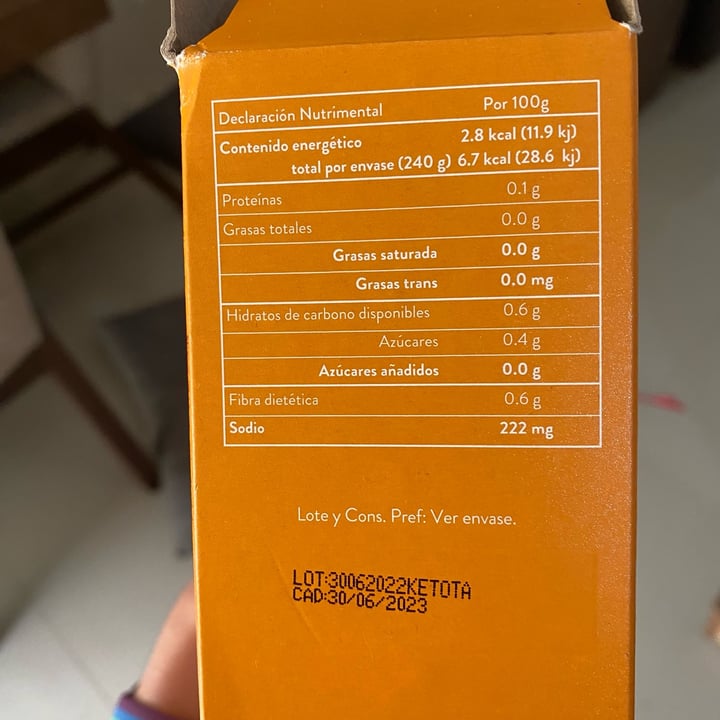 Declaración Nutrimental Por 100g
Contenido energético 2.8 kcal (11.9 kj)
total por envase (240 g) 6.7 kcal (28.6 kj)
Proteínas 0.1 g
Grasas totales 0.0 g
Grasas saturada 0.0 g
Grasas trans 0.0 mg
Hidratos de carbono disponibles 0.6 g
Azúcares 0.4 g
Azúcares añadidos 0.0 g
Fibra dietética 0.6 g
Sodio 222 mg
Lote y Cons. Pref: Ver envase.
LOT:30062022KETOTA
CAD:30/06/2023